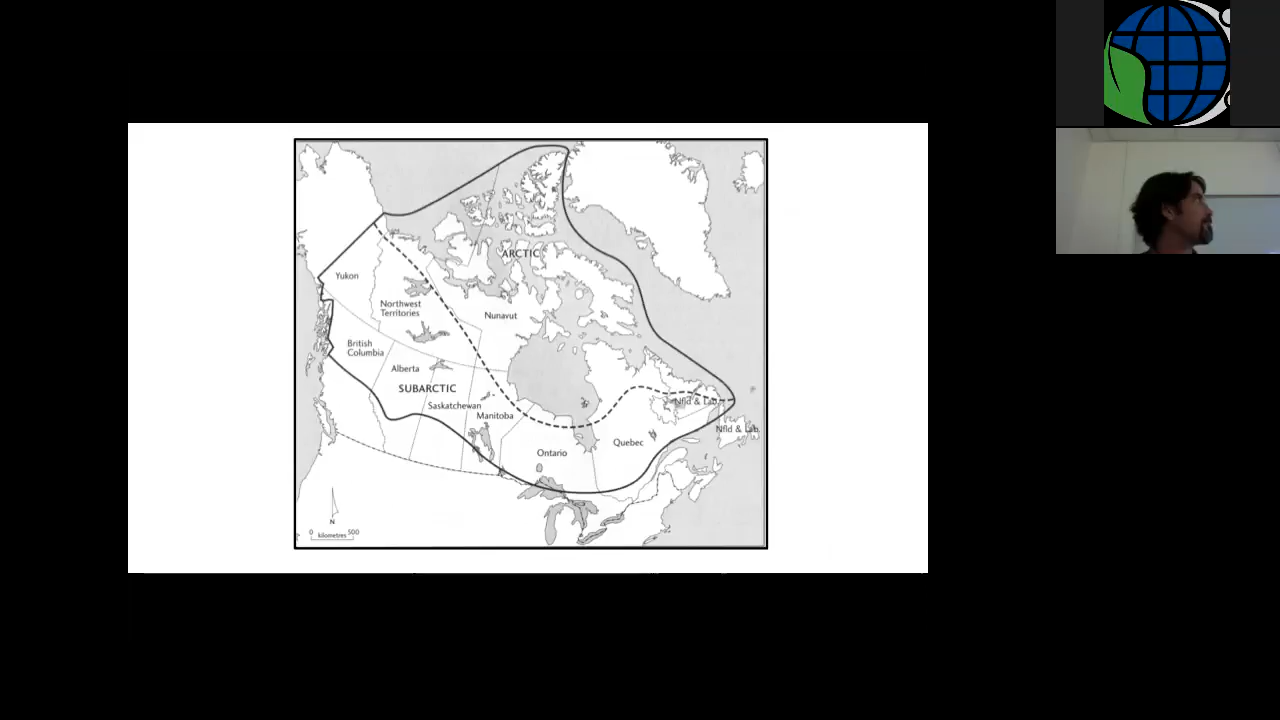 ARCTIC
Yukon
Northwest
Territories
Nunavut
British
Columbia
Alberta
SUBARCTIC
Nfld & Lab.
Saskatchewan
Manitoba
Nfld & Lab.
Quebec
Ontario
N
0 500
kilometres